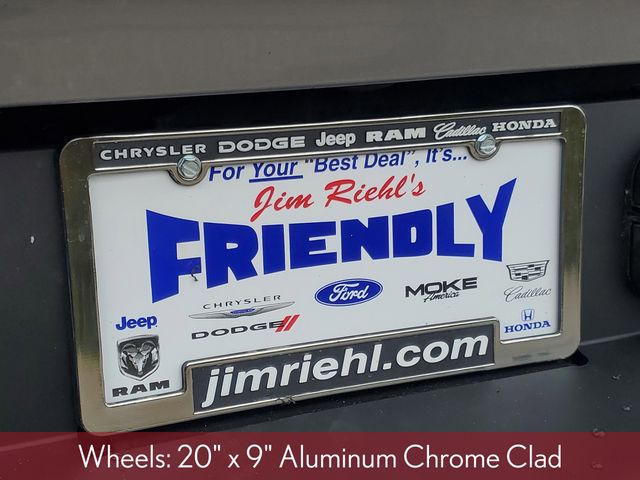 CHRYSLER DODGE Jeep RAM Cadillac HONDA
For Your "Best Deal", It's...
Jim Riehl's
FRIENDLY
CHRYSLER
Ford
MOKE
America
Cadillac
Jeep
DODGE
HONDA
RAM
jimriehl.com
Wheels: 20" x 9" Aluminum Chrome Clad